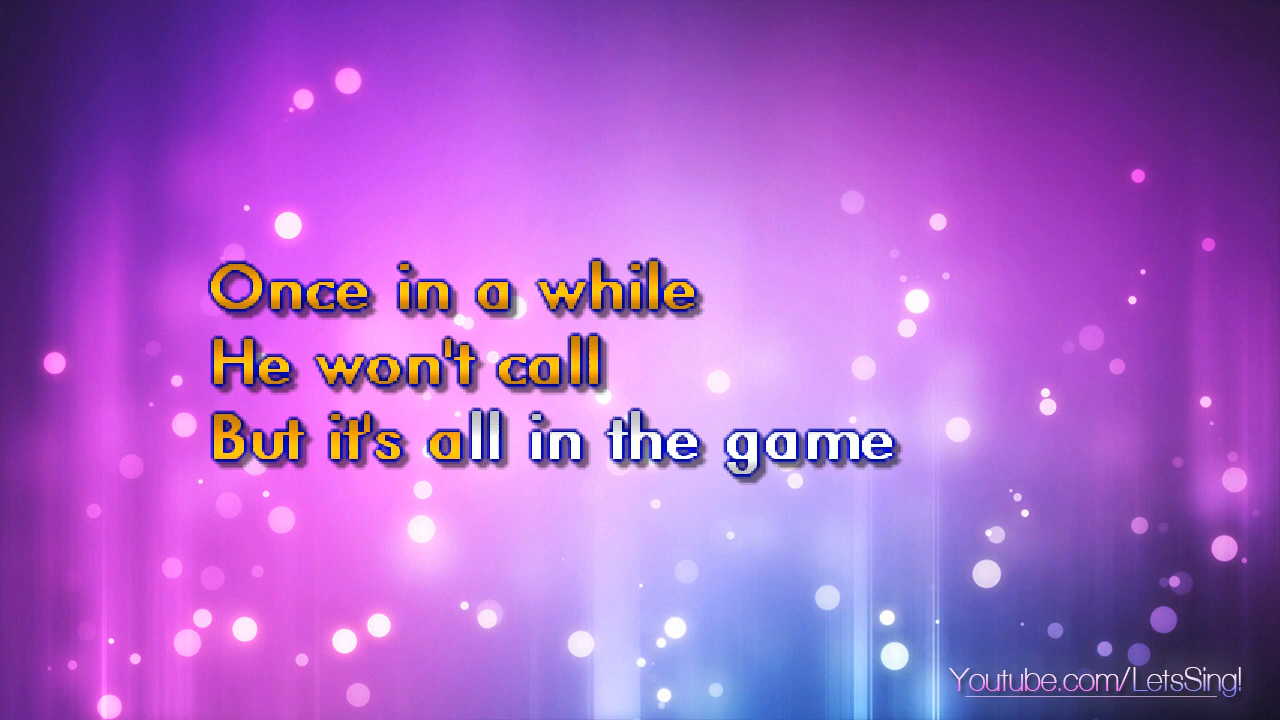 Once in a while
He won't call
But it's all in the game
Youtube.com/LetsSing!